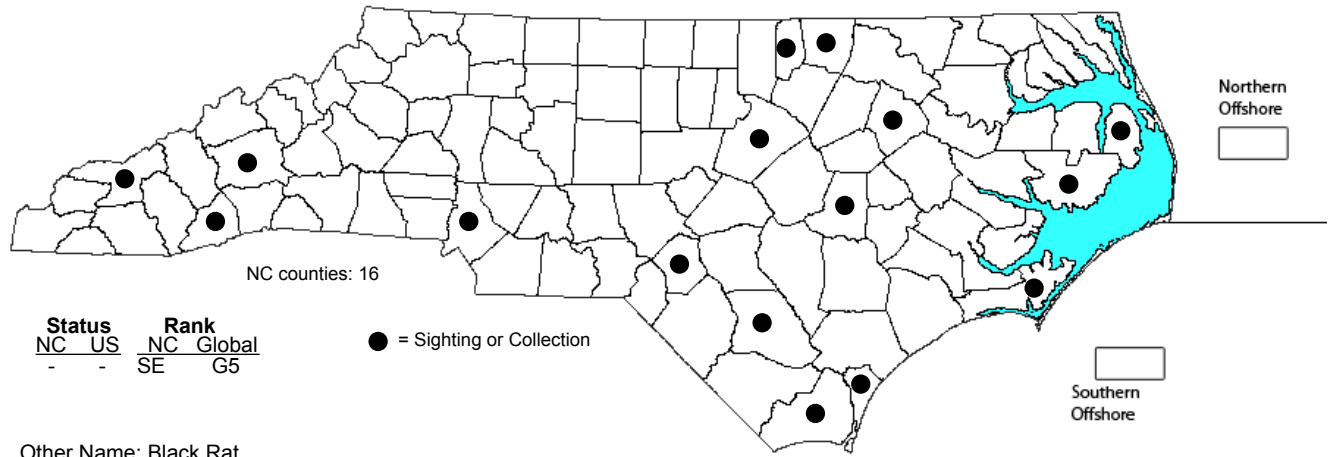 Northern
Offshore
NC counties: 16
Status Rank
NC US NC Global
- - SE G5
= Sighting or Collection
Southern
Offshore
Other Name: Black Rat